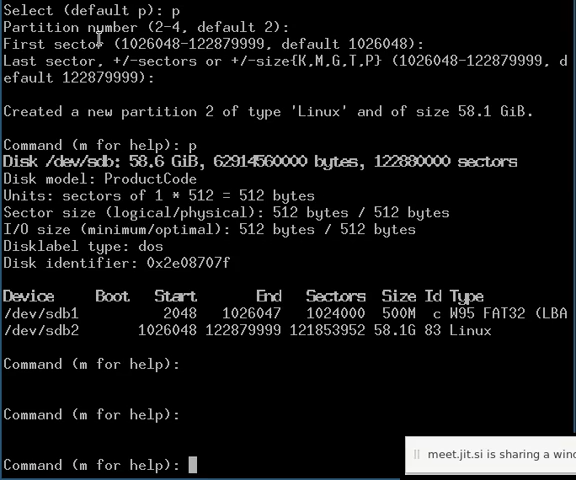 Select (default p): p
Partition number (2-4, default 2):
First sector (1026048-122879999, default 1026048):
Last sector, +/-sectors or +/-size{K,M,G,T,P} (1026048-122879999, d
efault 122879999):
Created a new partition 2 of type 'Linux' and of size 58.1 GiB.
Command (m for help): p
Disk /dev/sdb: 58.6 GiB, 62914560000 bytes, 122880000 sectors
Disk model: ProductCode
Units: sectors of 1 * 512 = 512 bytes
Sector size (logical/physical): 512 bytes / 512 bytes
I/O size (minimum/optimal): 512 bytes / 512 bytes
Disklabel type: dos
Disk identifier: 0x2e08707f
Device     Boot   Start       End   Sectors  Size Id Type
/dev/sdb1          2048   1026047   1024000  500M  c W95 FAT32 (LBA
/dev/sdb2       1026048 122879999 121853952 58.1G 83 Linux
Command (m for help):
Command (m for help):
Command (m for help):
meet.jit.si is sharing a wind